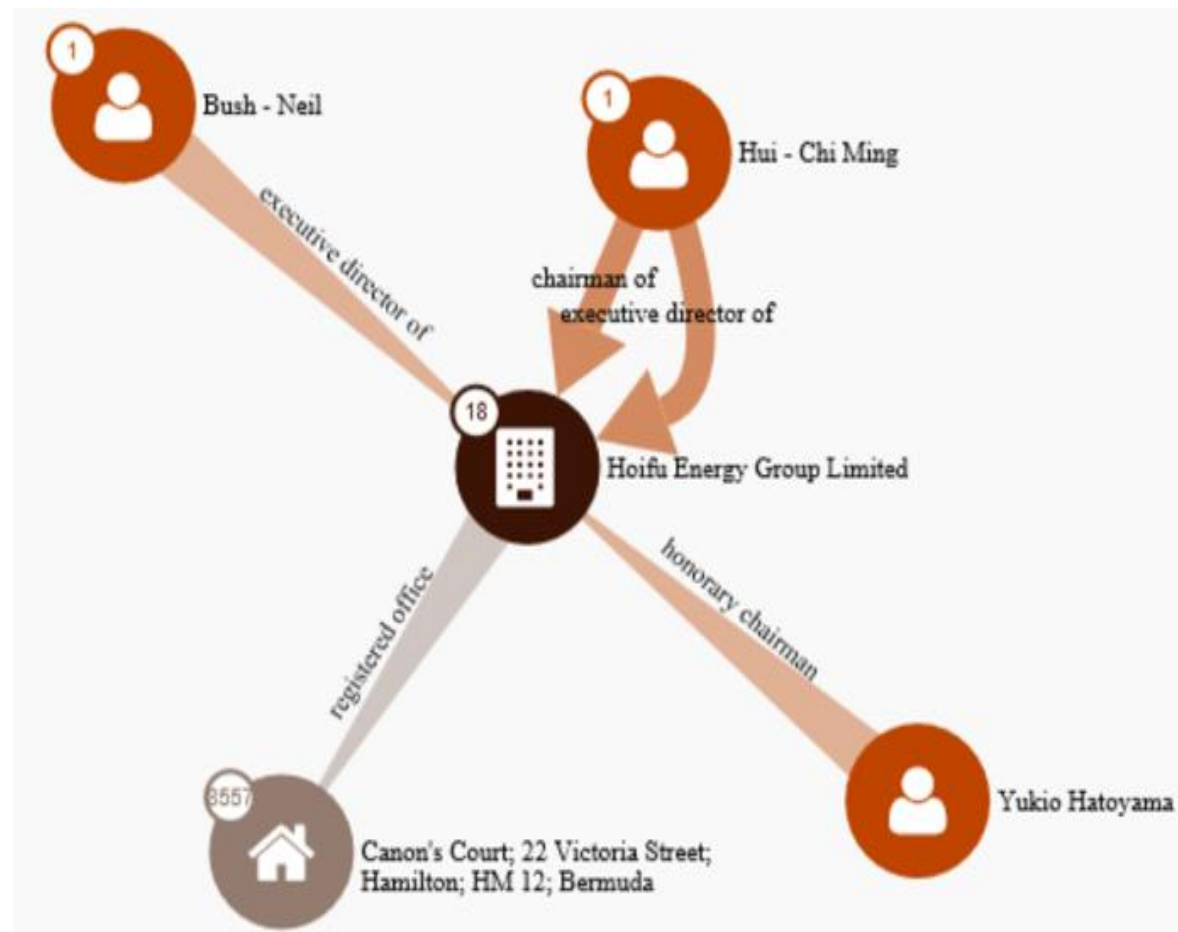 1
Bush - Neil
1
Hui - Chi Ming
executive director of
chairman of
executive director of
18
Hoifu Energy Group Limited
honorary chairman
registered office
8557
Yukio Hatoyama
Canon's Court; 22 Victoria Street;
Hamilton; HM 12; Bermuda